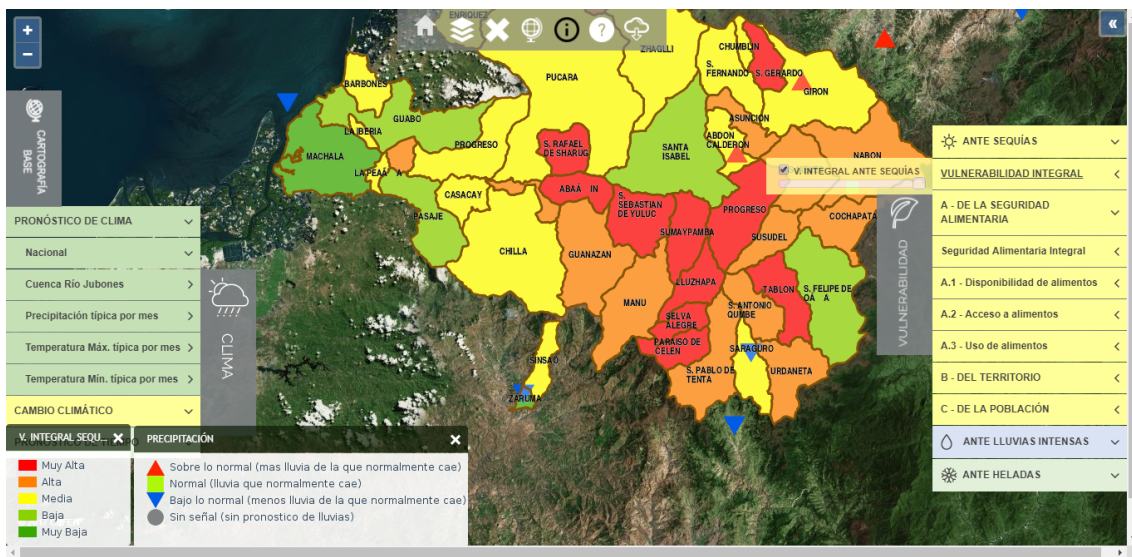 +
−
«
ENRIQUEZ
ZHAGLLI
CHUMBLIN
S.
FERNANDO
S. GERARDO
GIRON
PUCARA
BARBONES
GUABO
LA IBERIA
PROGRESO
MACHALA
LA PEAÃ A
S. RAFAEL
DE SHARUG
SANTA
ISABEL
ASUNCIÓN
ABDON
CALDERON
NABON
ABAÃ IN
CASACAY
PASAJE
CHILLA
GUANAZAN
S.
SEBASTIAN
DE YULUC
SUMAYPAMBA
PROGRESO
SUSUDEL
COCHAPATA
MANU
LLUZHAPA
TABLON
S. FELIPE DE
OÃ A
S. ANTONIO
QUMBE
SELVA
ALEGRE
PARAISO DE
CELEN
SARAGURO
S. PABLO DE
TENTA
URDANETA
SINSAO
ZARUMA
CARTOGRAFÍA
BASE
PRONÓSTICO DE CLIMA
Nacional
Cuenca Río Jubones
Precipitación típica por mes
Temperatura Máx. típica por mes
Temperatura Mín. típica por mes
CAMBIO CLIMÁTICO
CLIMA
V. INTEGRAL SEQU...
Muy Alta
Alta
Media
Baja
Muy Baja
PRECIPITACIÓN
Sobre lo normal (mas lluvia de la que normalmente cae)
Normal (lluvia que normalmente cae)
Bajo lo normal (menos lluvia de la que normalmente cae)
Sin señal (sin pronostico de lluvias)
V. INTEGRAL ANTE SEQUÍAS
VULNERABILIDAD
ANTE SEQUÍAS
VULNERABILIDAD INTEGRAL
A - DE LA SEGURIDAD
ALIMENTARIA
Seguridad Alimentaria Integral
A.1 - Disponibilidad de alimentos
A.2 - Acceso a alimentos
A.3 - Uso de alimentos
B - DEL TERRITORIO
C - DE LA POBLACIÓN
ANTE LLUVIAS INTENSAS
ANTE HELADAS